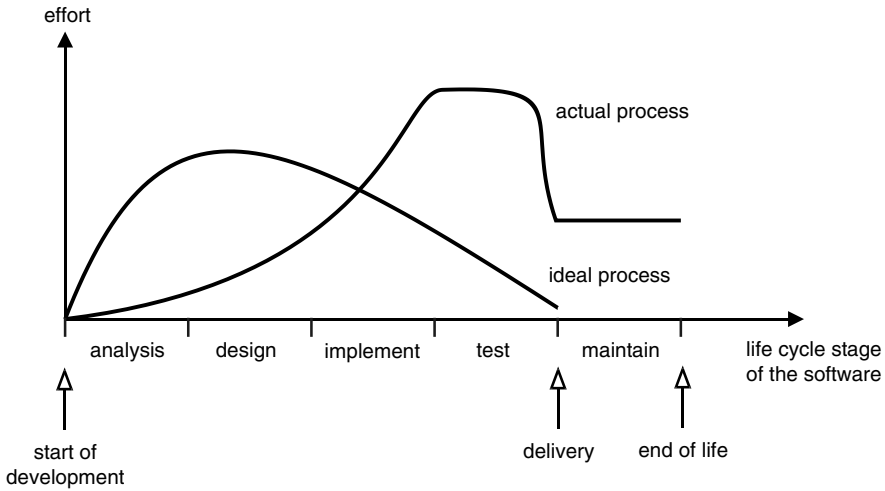 effort
actual process
ideal process
analysis
design
implement
test
maintain
life cycle stage
of the software
start of
development
delivery
end of life